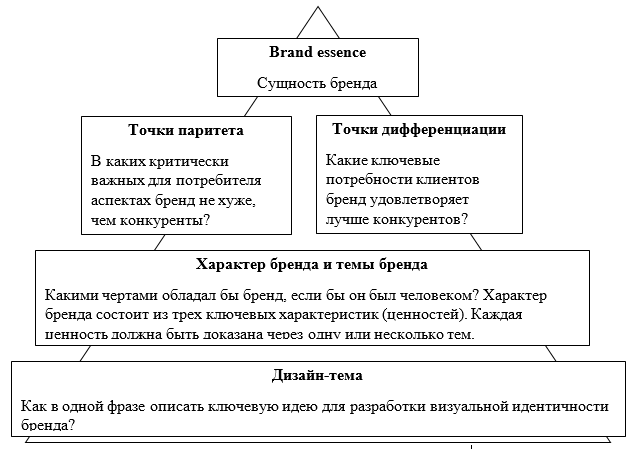 Brand essence
Сущность бренда
Точки паритета
В каких критически
важных для потребителя
аспектах бренд не хуже,
чем конкуренты?
Точки дифференциации
Какие ключевые
потребности клиентов
бренд удовлетворяет
лучше конкурентов?
Характер бренда и темы бренда
Какими чертами обладал бы бренд, если бы он был человеком? Характер
бренда состоит из трех ключевых характеристик (ценностей). Каждая
ценность должна быть доказана через одну или несколько тем.
Дизайн-тема
Как в одной фразе описать ключевую идею для разработки визуальной идентичности
бренда?